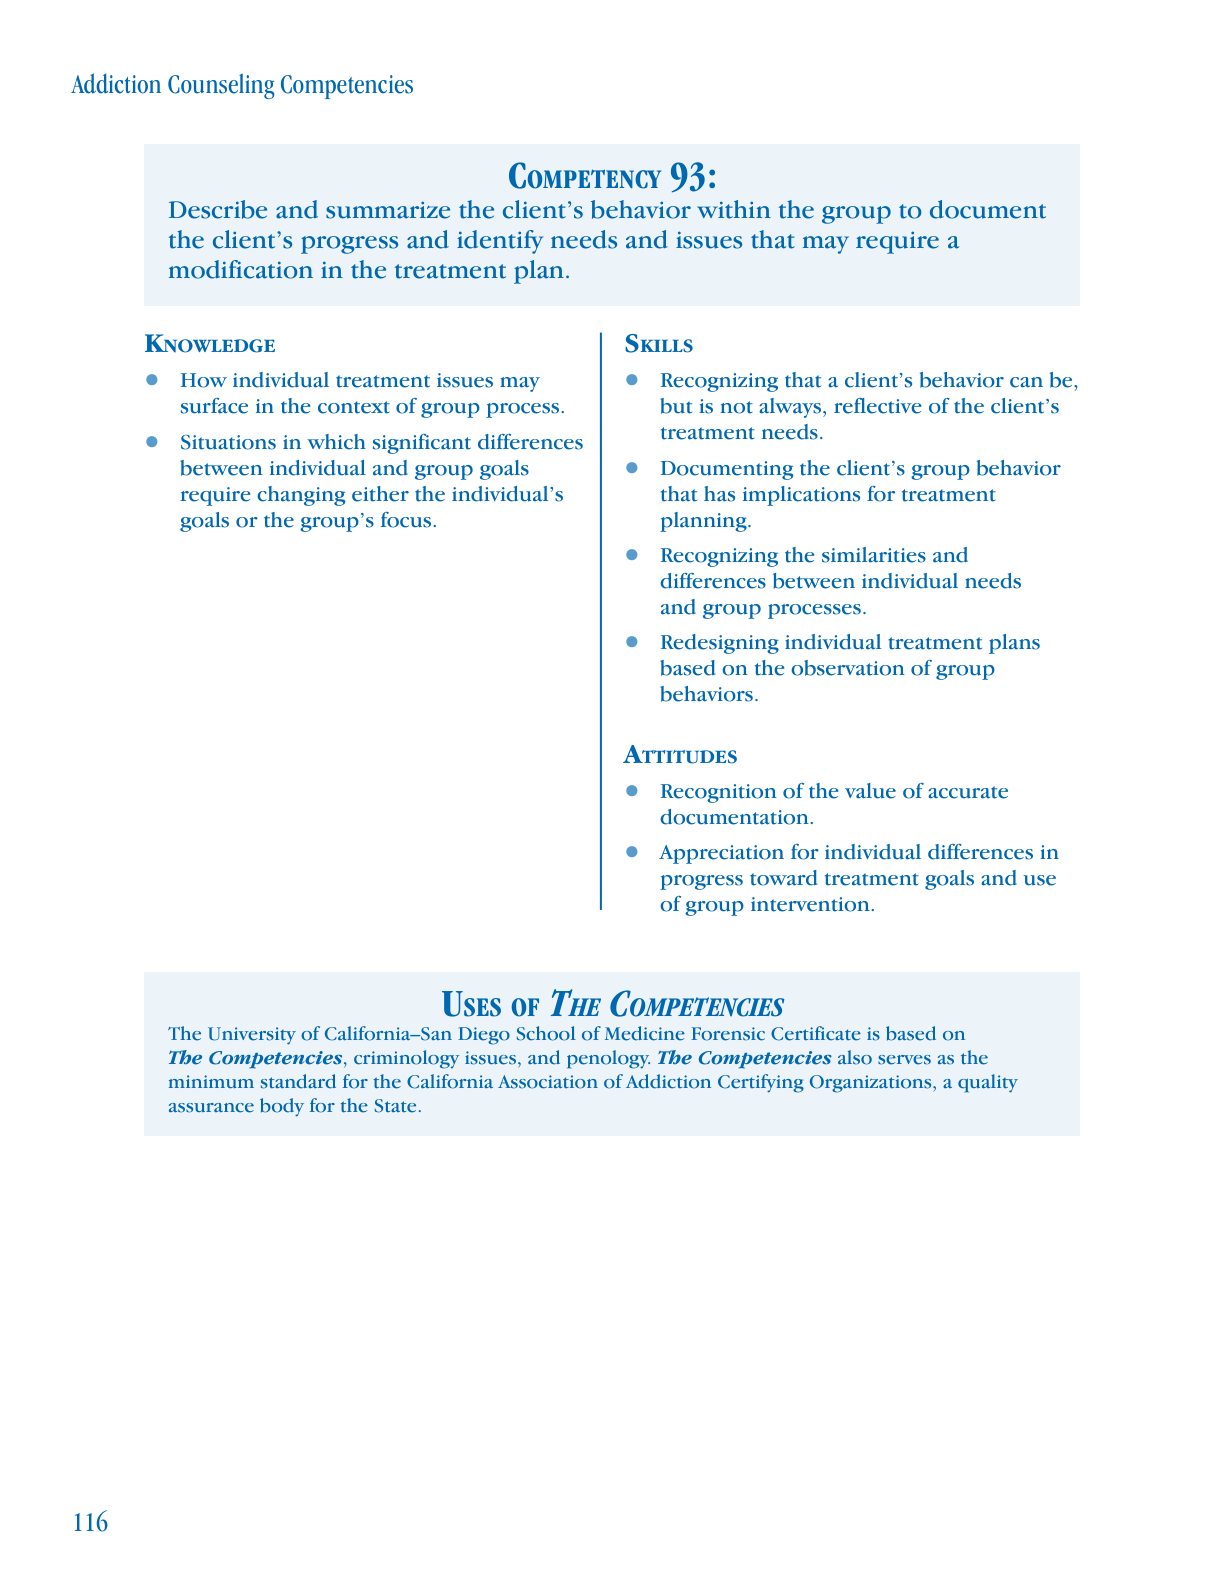 Addiction Counseling Competencies
COMPETENCY 93:
Describe and summarize the client’s behavior within the group to document
the client’s progress and identify needs and issues that may require a
modification in the treatment plan.
KNOWLEDGE
● How individual treatment issues may
surface in the context of group process.
● Situations in which significant differences
between individual and group goals
require changing either the individual’s
goals or the group’s focus.
SKILLS
● Recognizing that a client’s behavior can be,
but is not always, reflective of the client’s
treatment needs.
● Documenting the client’s group behavior
that has implications for treatment
planning.
● Recognizing the similarities and
differences between individual needs
and group processes.
● Redesigning individual treatment plans
based on the observation of group
behaviors.
ATTITUDES
● Recognition of the value of accurate
documentation.
● Appreciation for individual differences in
progress toward treatment goals and use
of group intervention.
USES OF THE COMPETENCIES
The University of California–San Diego School of Medicine Forensic Certificate is based on
The Competencies, criminology issues, and penology. The Competencies also serves as the
minimum standard for the California Association of Addiction Certifying Organizations, a quality
assurance body for the State.
116